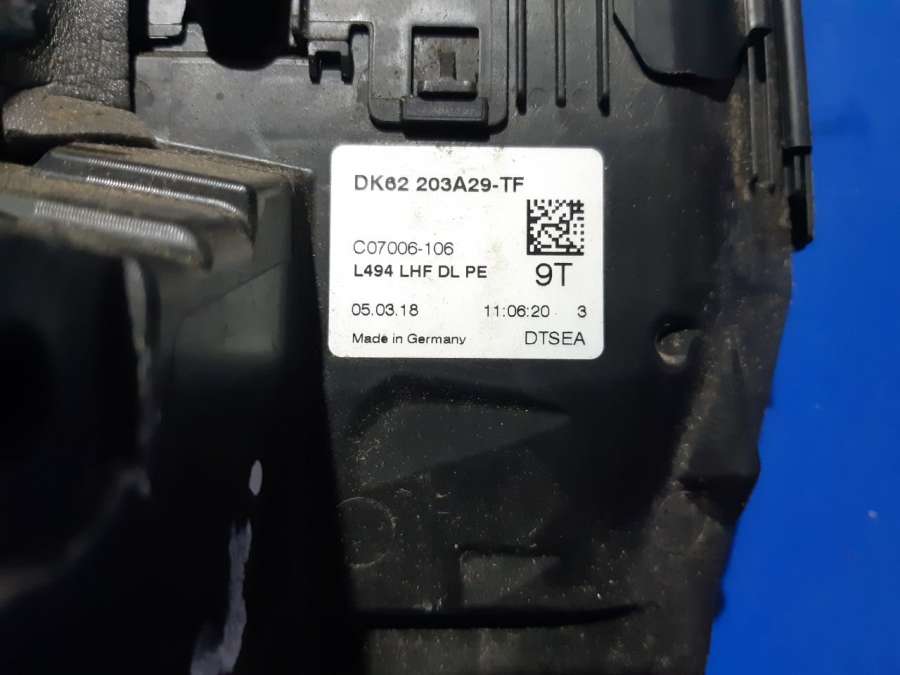 DK62 203A29-TF
C07006-106
L494 LHF DL PE
9T
05.03.18 11:06:20 3
Made in Germany DTSEA